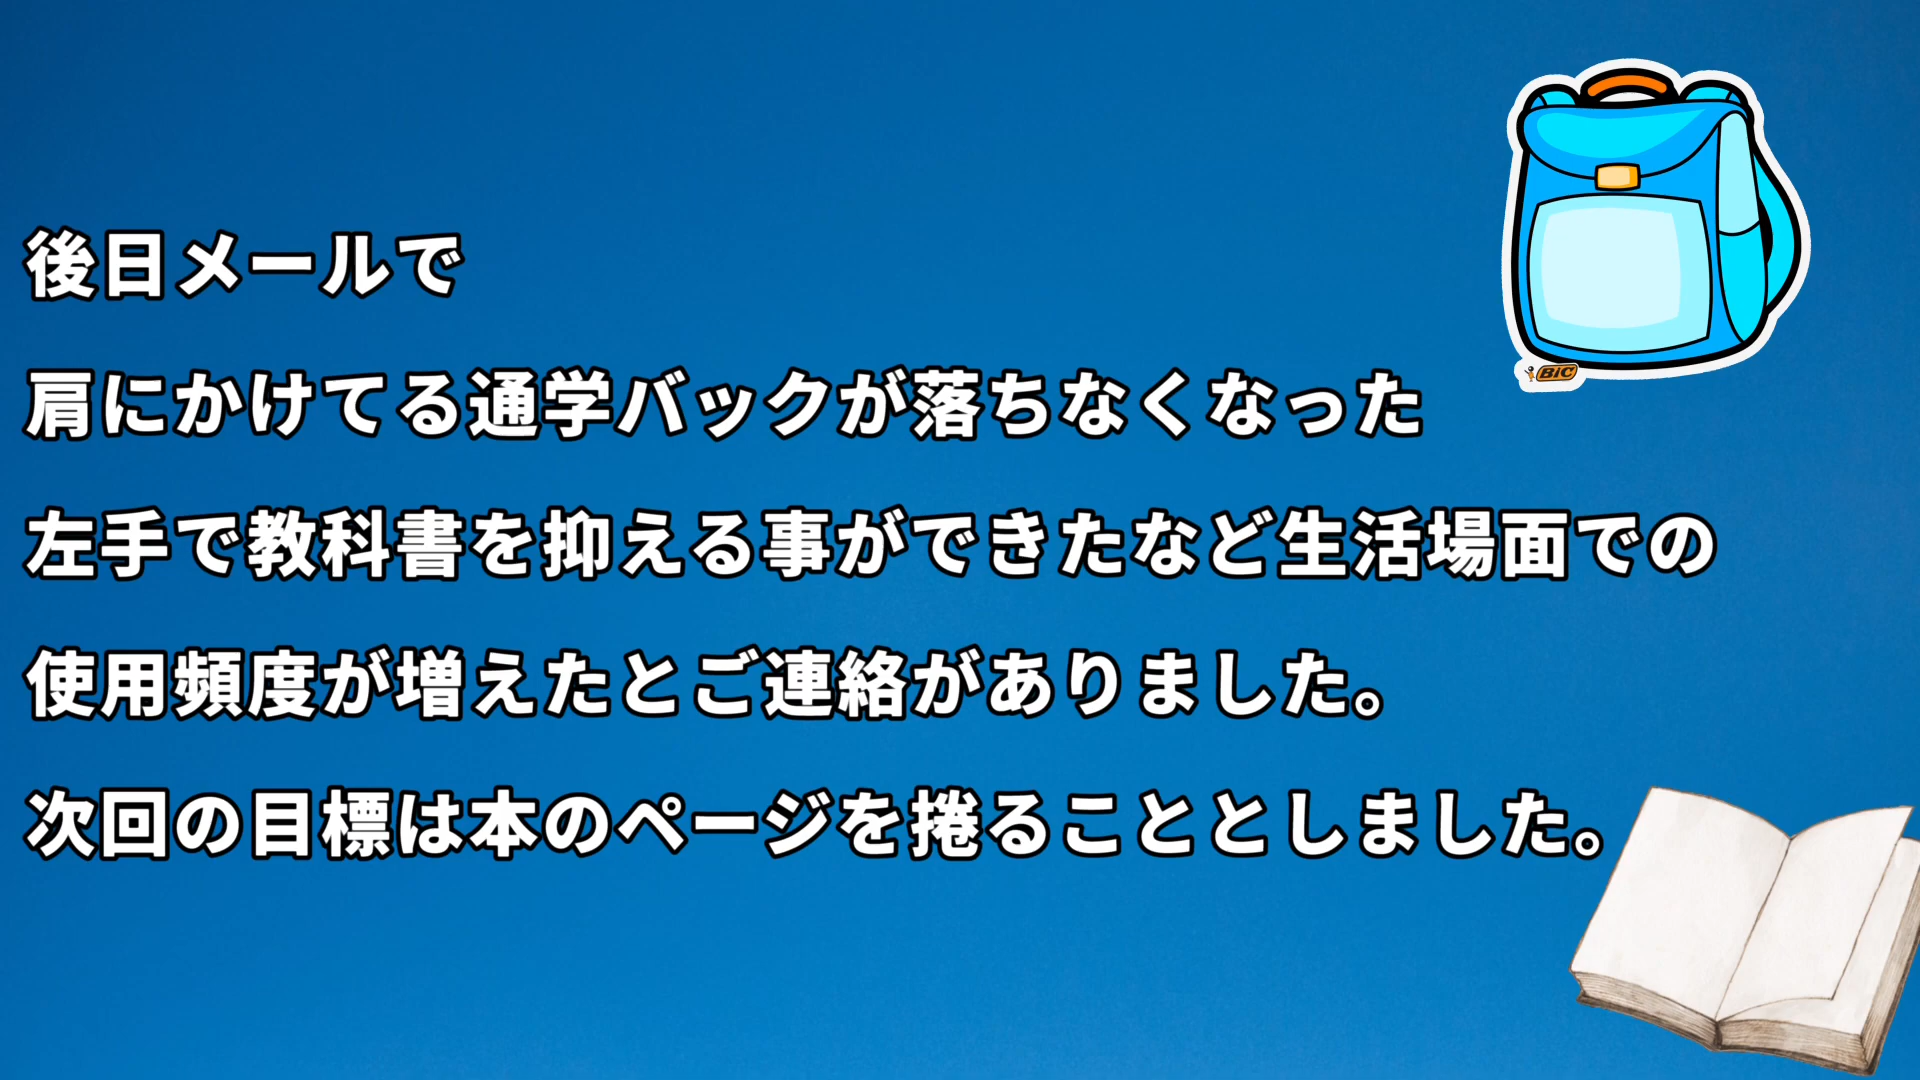 後日メールで
肩にかけてる通学バックが落ちなくなった
左手で教科書を抑える事ができたなど生活場面での
使用頻度が増えたとご連絡がありました。
次回の目標は本のページを捲ることとしました。
BIC